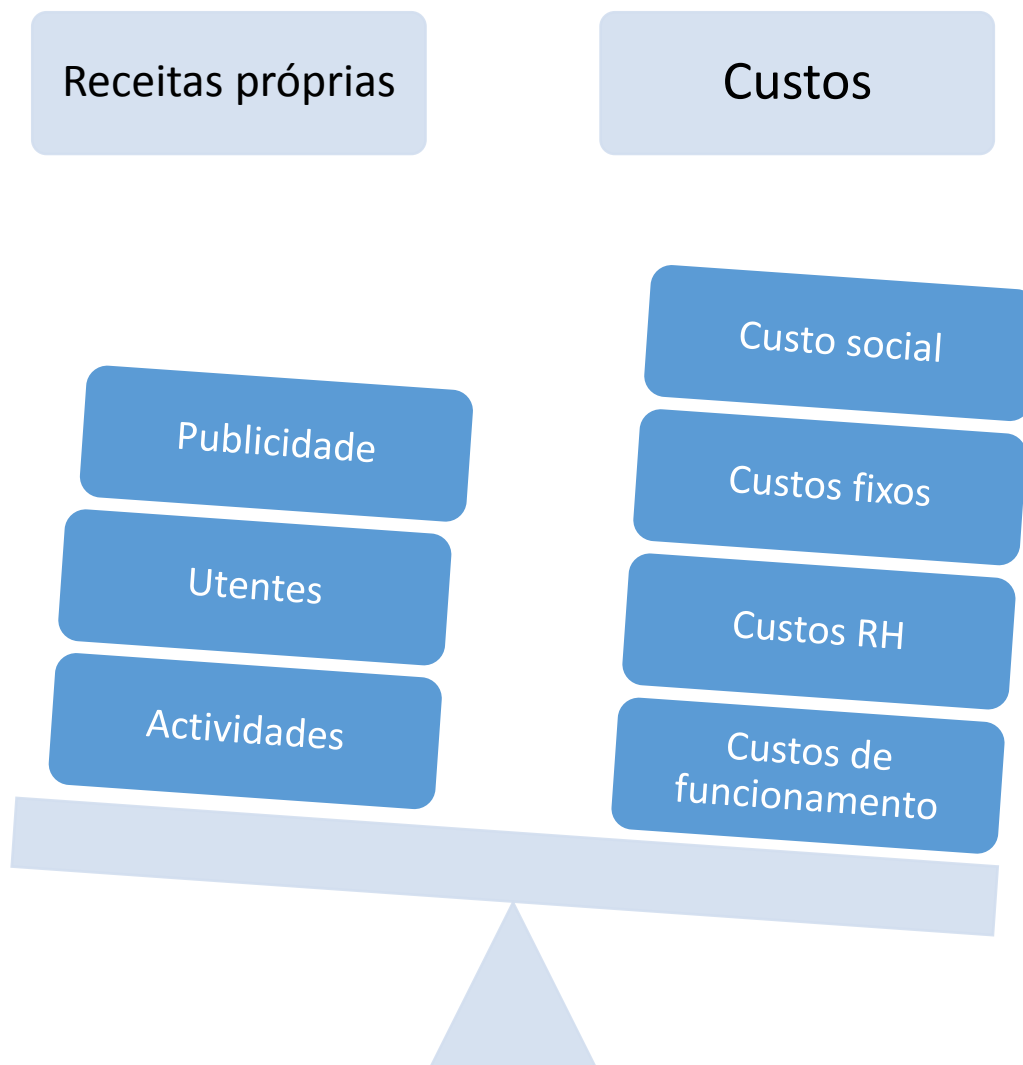 Receitas próprias
Custos
Publicidade
Utentes
Actividades
Custo social
Custos fixos
Custos RH
Custos de
funcionamento